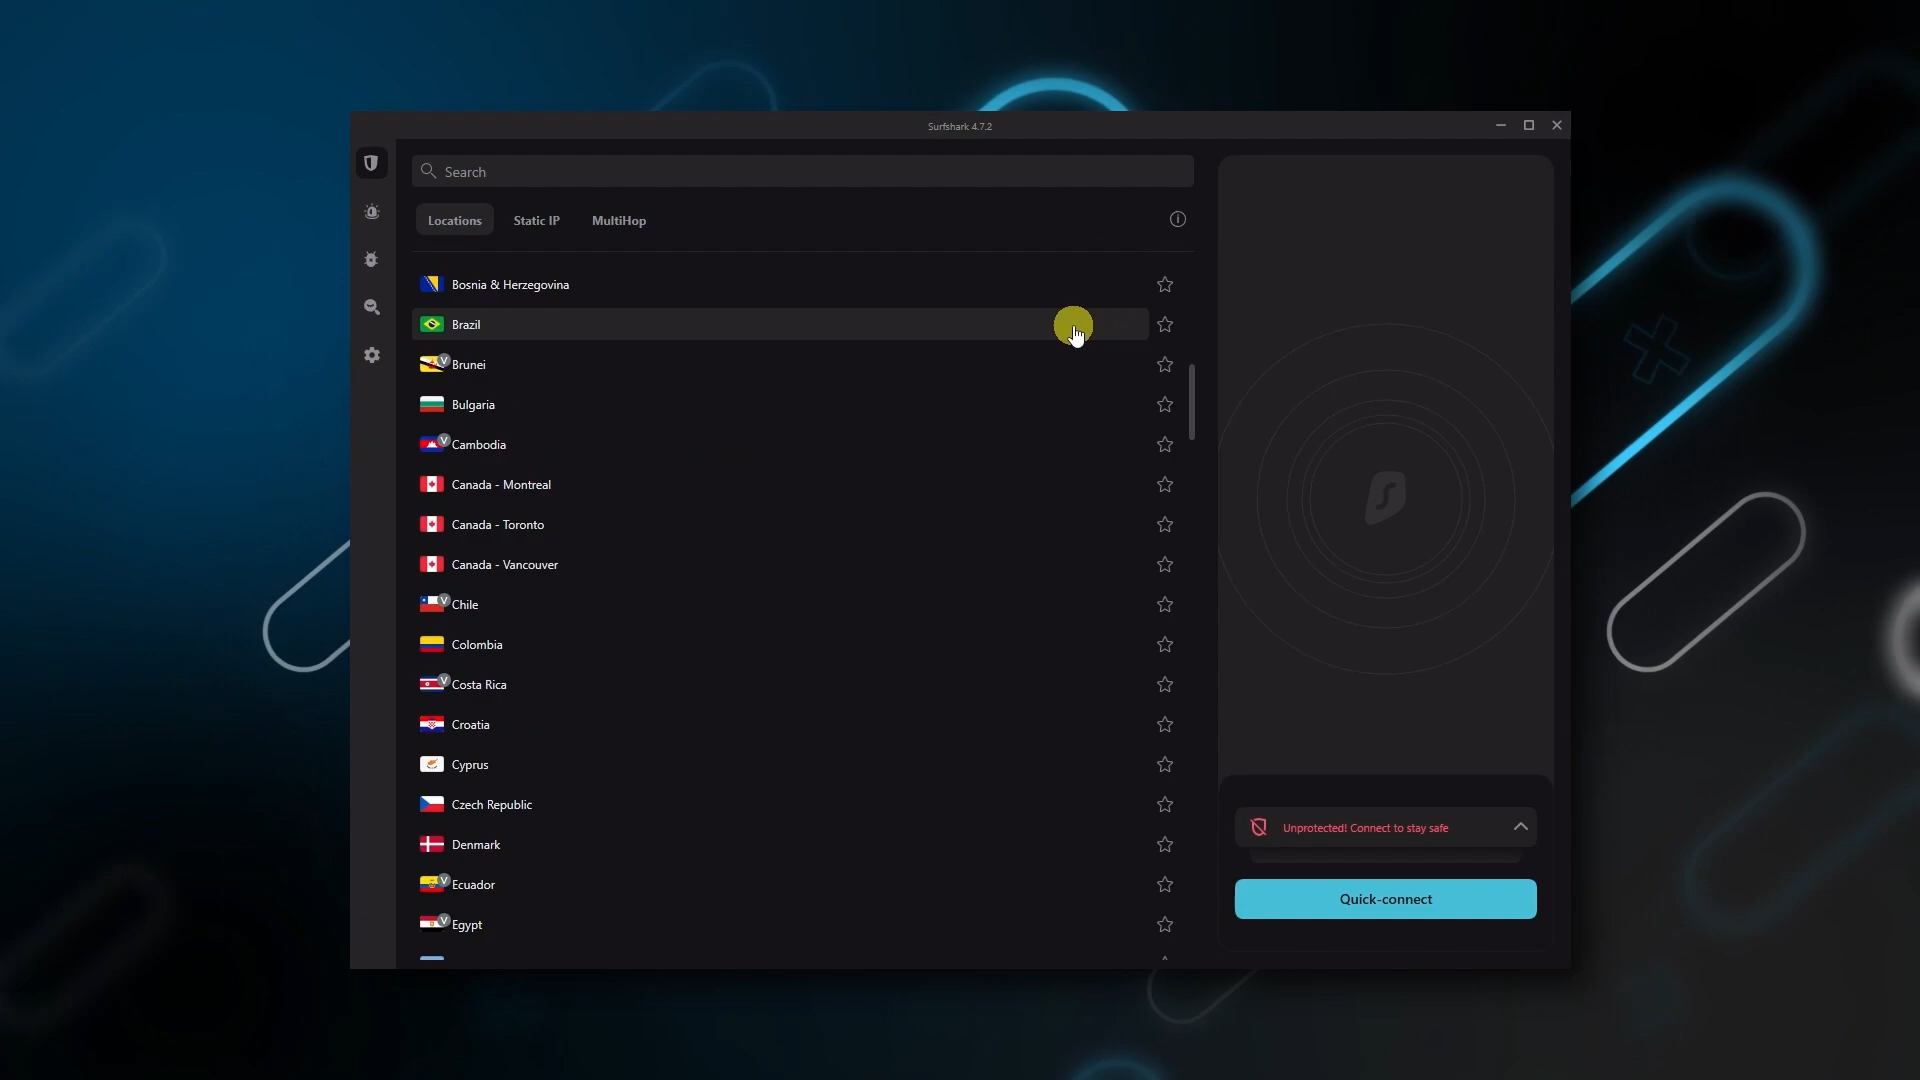 Surfshark 4.7.2
Search
Locations
Static IP
MultiHop
Bosnia & Herzegovina
Brazil
V Brunei
Bulgaria
V Cambodia
Canada - Montreal
Canada - Toronto
Canada - Vancouver
V Chile
Colombia
V Costa Rica
Croatia
Cyprus
Czech Republic
Denmark
V Ecuador
V Egypt
Unprotected! Connect to stay safe
Quick-connect